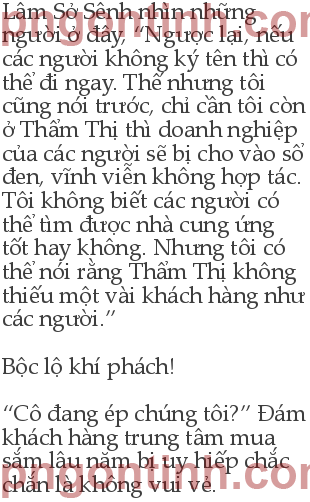 pngontinh.com
Lâm Sở Sênh nhìn những
người ở đây, “Ngược lại, nếu
các người không ký tên thì có
thể đi ngay. Thế nhưng tôi
cũng nói trước, chỉ cần tôi còn
ở Thẩm Thị thì doanh nghiệp
của các người sẽ bị cho vào sổ
đen, vĩnh viễn không hợp tác.
Tôi không biết các người có
thể tìm được nhà cung ứng
tốt hay không. Nhưng tôi có
thể nói rằng Thẩm Thị không
thiếu một vài khách hàng như
các người.”
Bộc lộ khí phách!
“Cô đang ép chúng tôi?” Đám
khách hàng trung tâm mua
sắm lâu năm bị uy hiếp chắc
chắn là không vui vẻ.
pngontinh.com